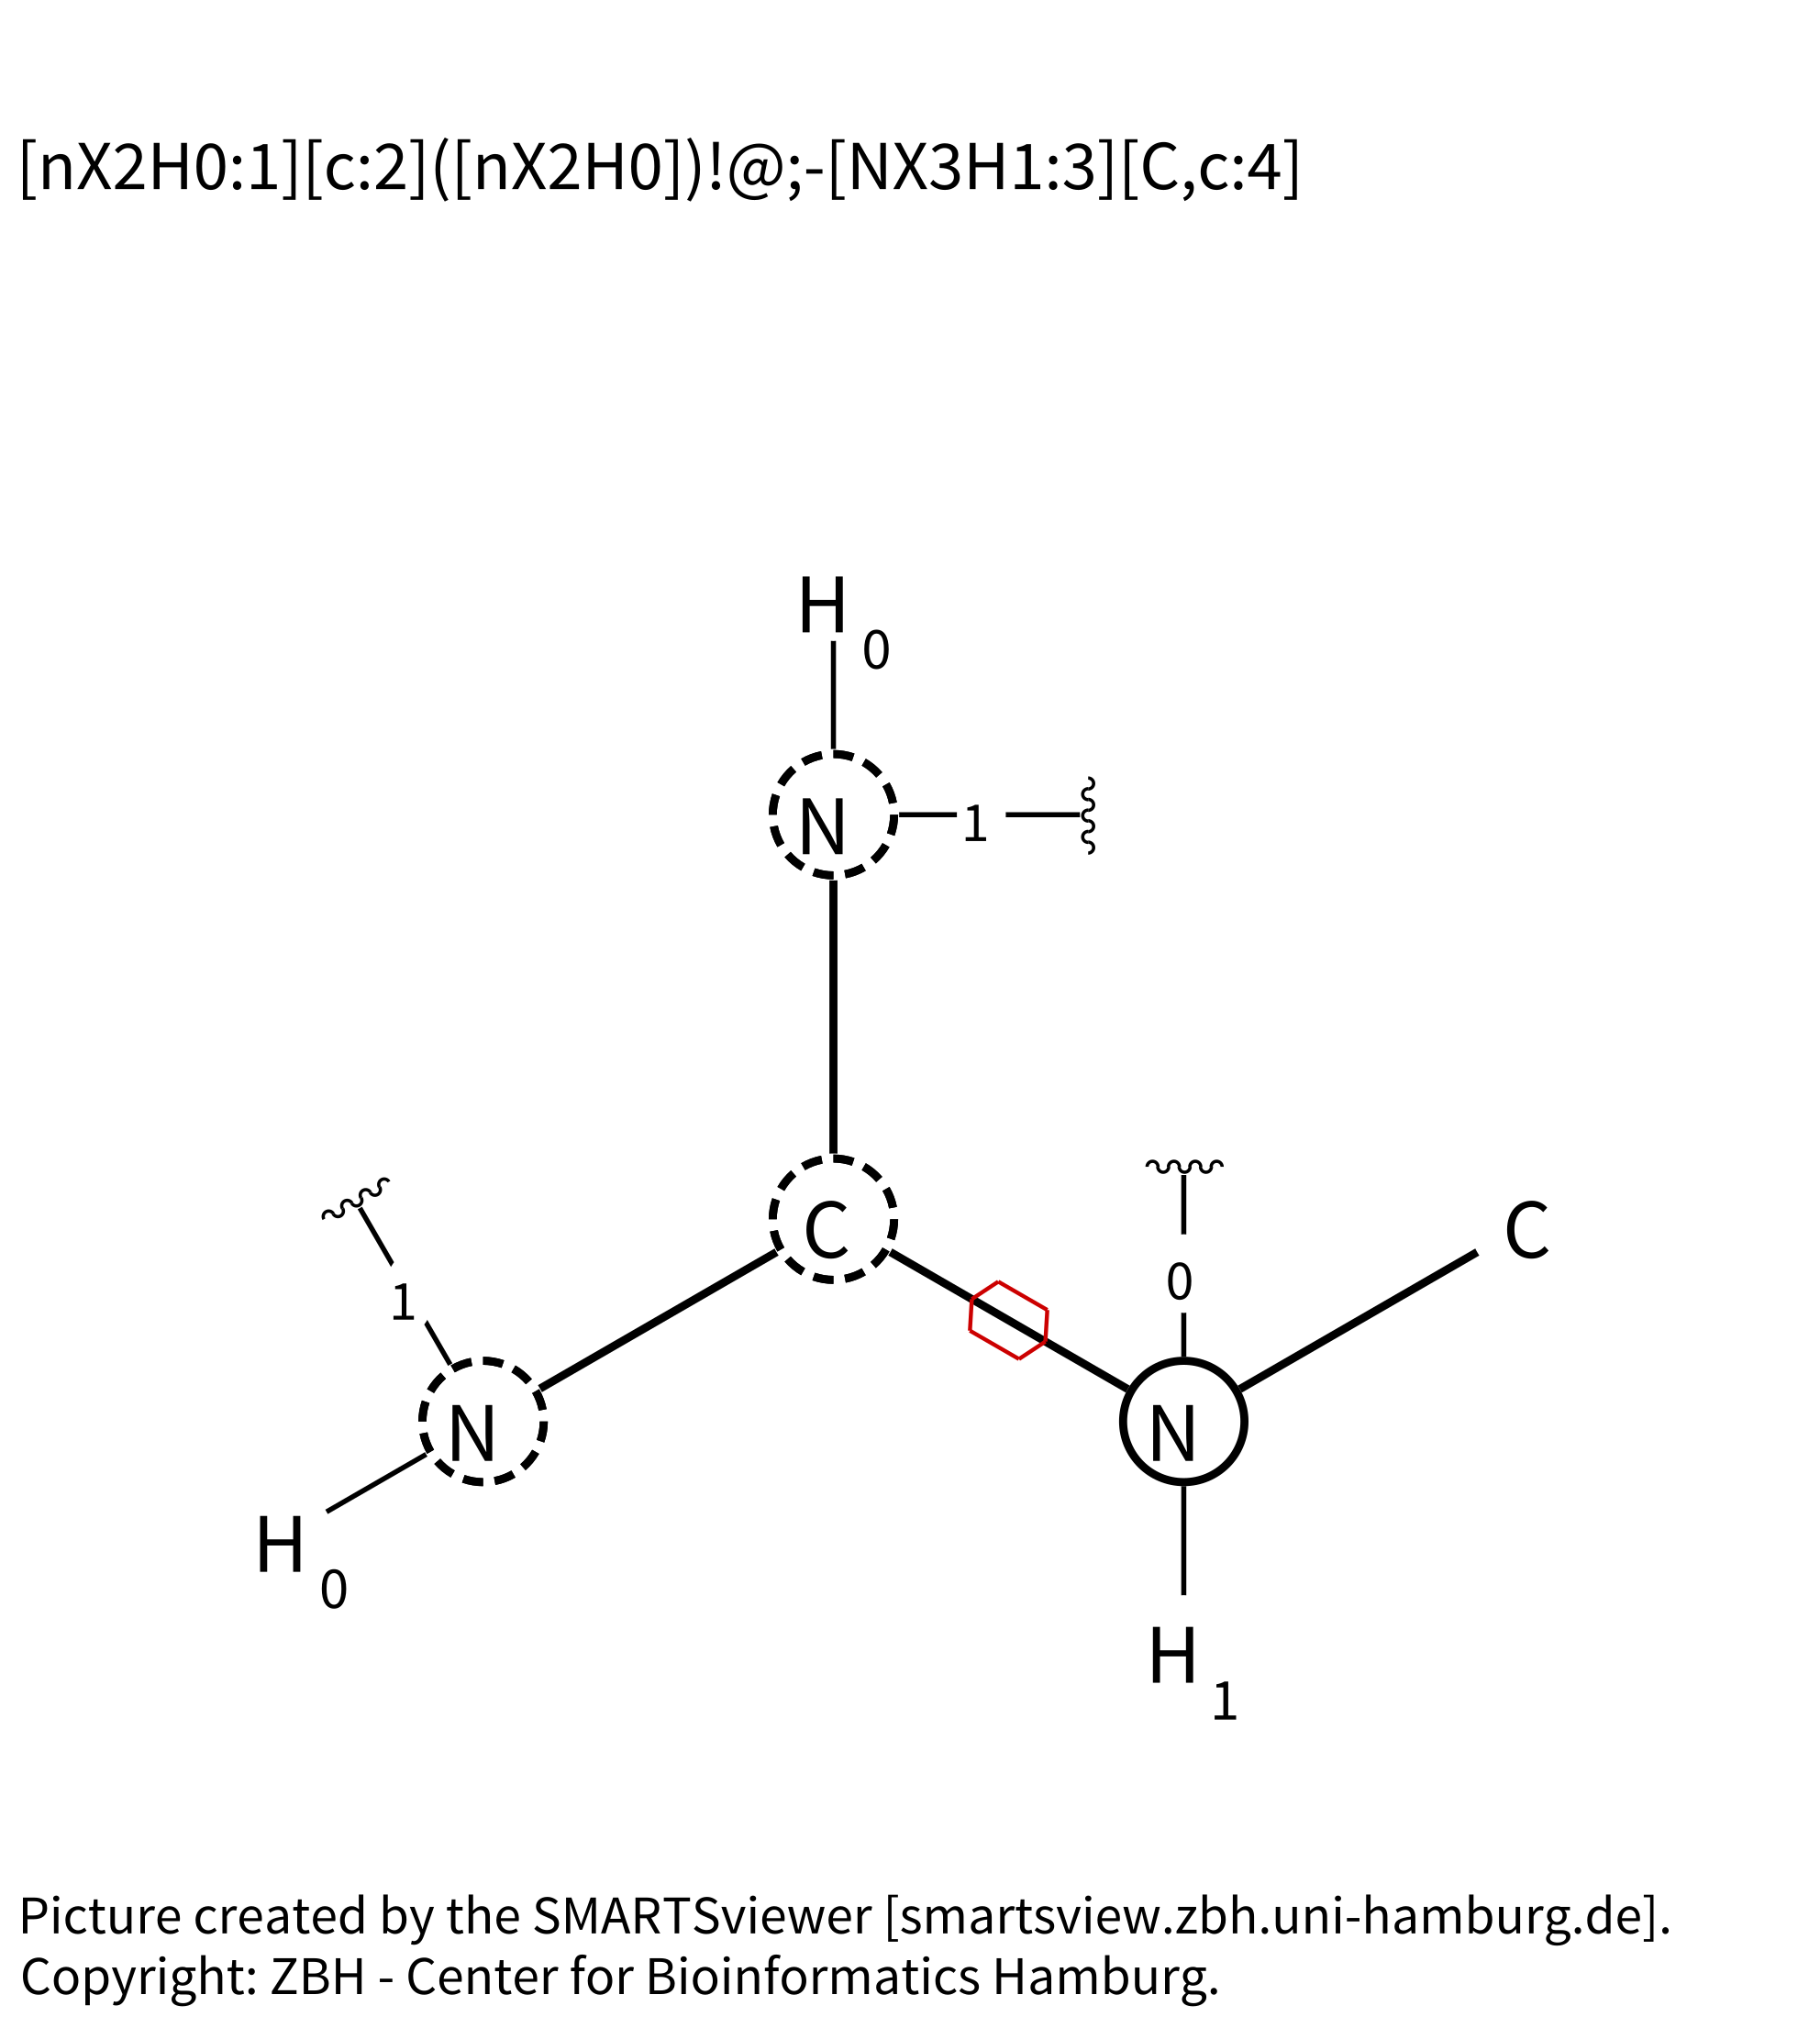 [nX2H0:1][c:2]([nX2H0])!@;-[NX3H1:3][C,c:4]
H
0
N
1
C
0
C
1
N
N
H
0
H
1
Picture created by the SMARTSviewer [smartsview.zbh.uni-hamburg.de].
Copyright: ZBH - Center for Bioinformatics Hamburg.